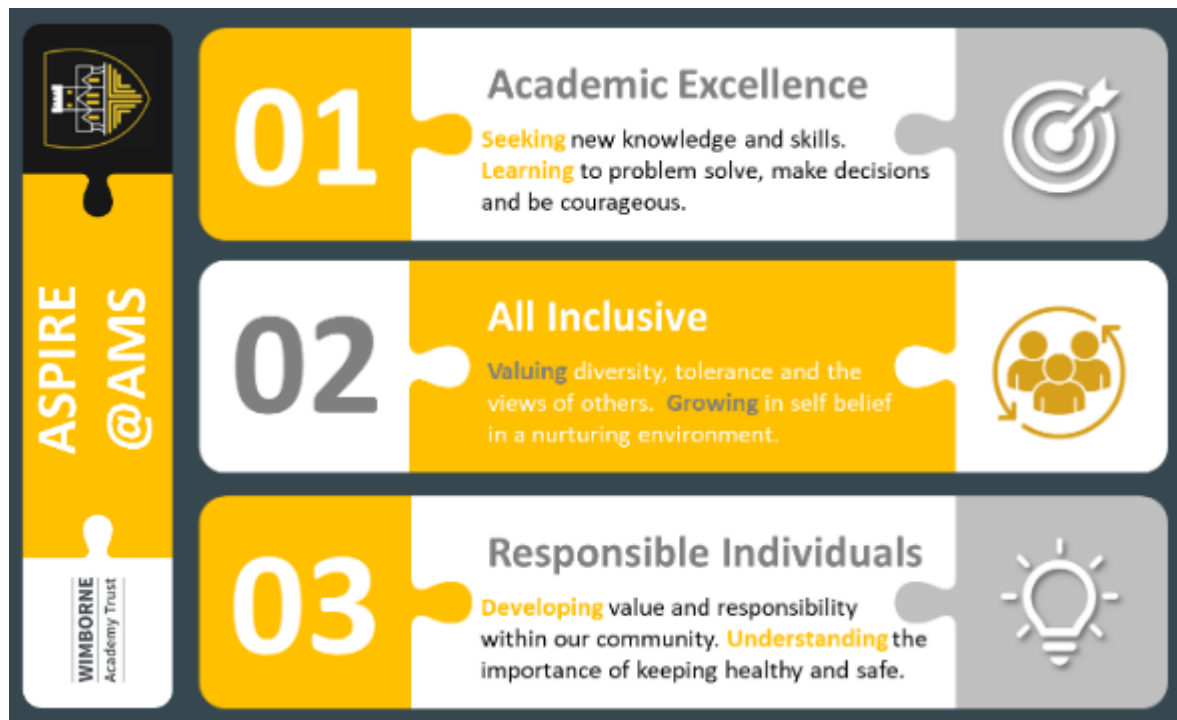 ASPIRE
@AMS
WIMBORNE
Academy Trust
01
Academic Excellence
Seeking new knowledge and skills.
Learning to problem solve, make decisions
and be courageous.
02
All Inclusive
Valuing diversity, tolerance and the
views of others. Growing in self belief
in a nurturing environment.
03
Responsible Individuals
Developing value and responsibility
within our community. Understanding the
importance of keeping healthy and safe.